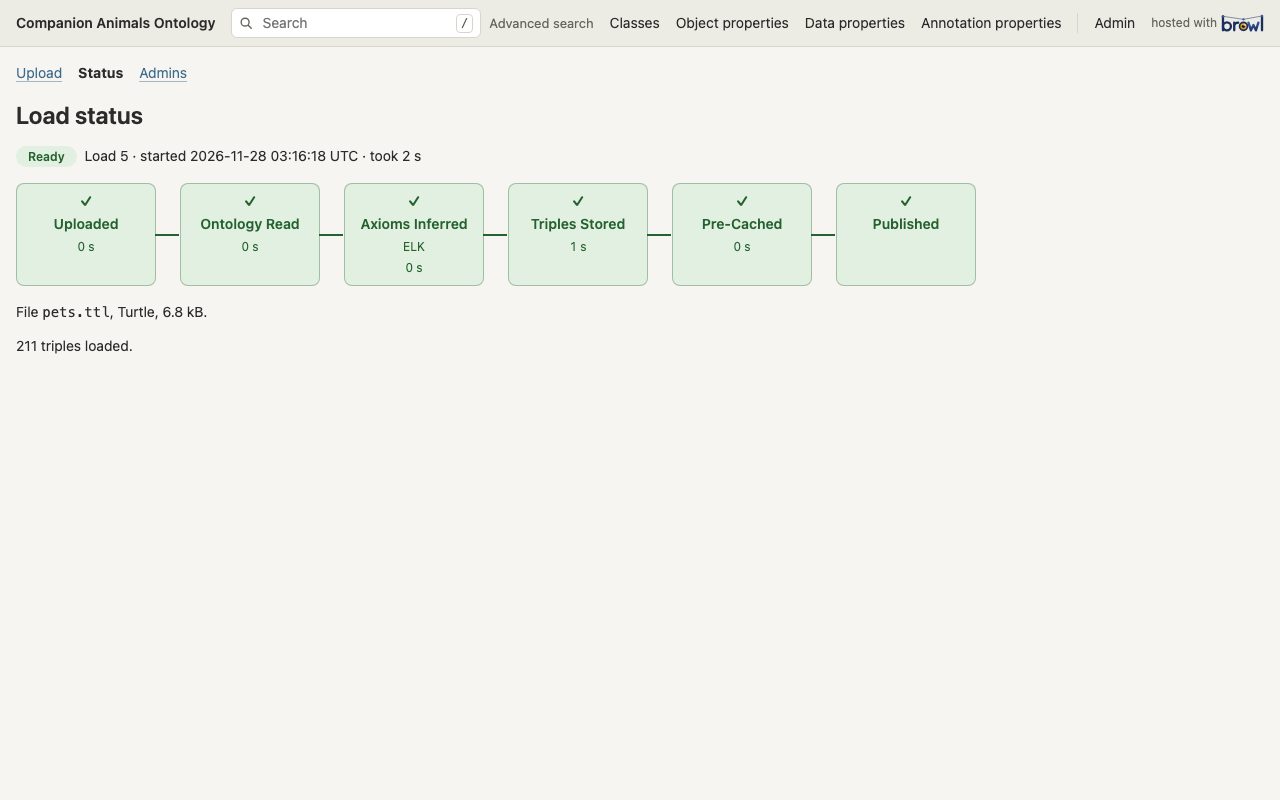 Companion Animals Ontology Search / Advanced search Classes Object properties Data properties Annotation properties Admin hosted with browl
Upload Status Admins
Load status
Ready Load 5 · started 2026-11-28 03:16:18 UTC · took 2 s
Uploaded Ontology Read Axioms Inferred Triples Stored Pre-Cached Published
0 s 0 s ELK 1 s 0 s
0 s
File pets.ttl, Turtle, 6.8 kB.
211 triples loaded.